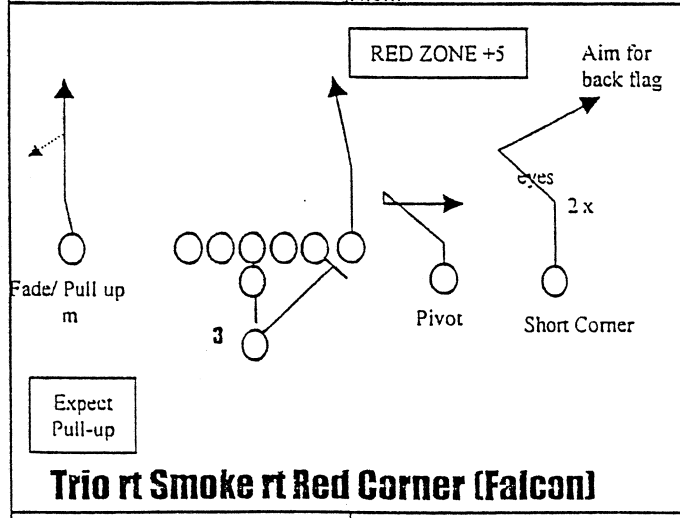 RED ZONE +5
Aim for
back flag
eyes
2 x
Fade/ Pull up
m
3
Pivot
Short Corner
Expect
Pull-up
Trio rt Smoke rt Red Corner (Falcon)